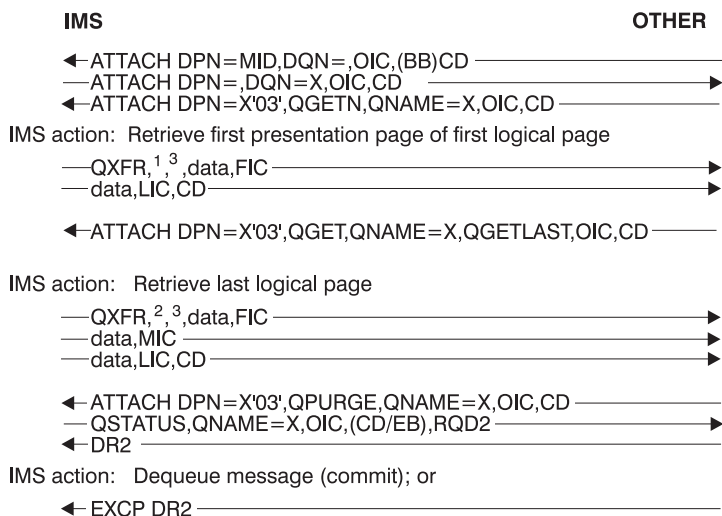 IMS OTHER
ATTACH DPN=MID,DQN=,OIC,(BB)CD
ATTACH DPN=,DQN=X,OIC,CD
ATTACH DPN=X'03',QGETN,QNAME=X,OIC,CD
IMS action: Retrieve first presentation page of first logical page
QXFR,1,3,data,FIC
data,LIC,CD
ATTACH DPN=X'03',QGET,QNAME=X,QGETLAST,OIC,CD
IMS action: Retrieve last logical page
QXFR,2,3,data,FIC
data,MIC
data,LIC,CD
ATTACH DPN=X'03',QPURGE,QNAME=X,OIC,CD
QSTATUS,QNAME=X,OIC,(CD/EB),RQD2
DR2
IMS action: Dequeue message (commit); or
EXCP DR2